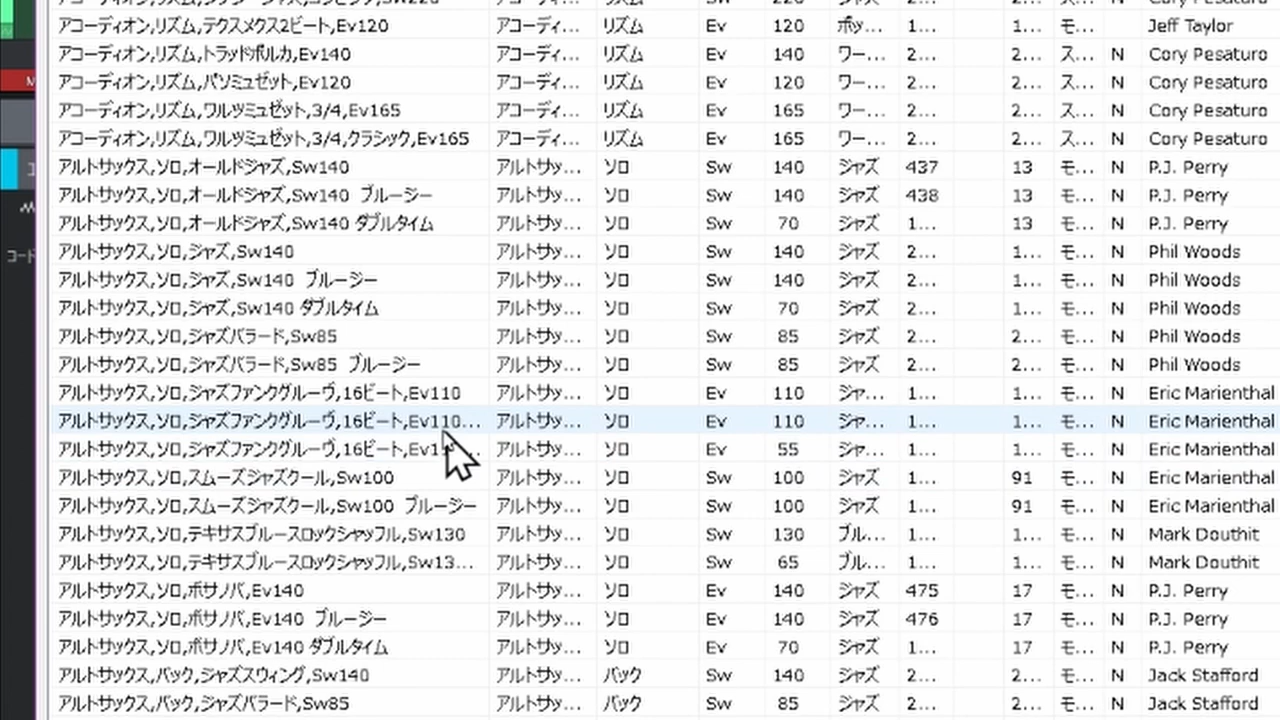 アコーディオン,リズム,テクスメクス2ビート,Ev120 アコーディ... リズム Ev 120 ポッ... 1... 1... モ... Jeff Taylor
アコーディオン,リズム,トラッドポルカ,Ev140 アコーディ... リズム Ev 140 ワー... 2... 2... ス... N Cory Pesaturo
アコーディオン,リズム,パソミュゼット,Ev120 アコーディ... リズム Ev 120 ワー... 2... 2... ス... N Cory Pesaturo
アコーディオン,リズム,ワルツミュゼット,3/4,Ev165 アコーディ... リズム Ev 165 ワー... 2... 2... ス... N Cory Pesaturo
アコーディオン,リズム,ワルツミュゼット,3/4,クラシック,Ev165 アコーディ... リズム Ev 165 ワー... 2... 2... ス... N Cory Pesaturo
アルトサックス,ソロ,オールドジャズ,Sw140 アルトサッ... ソロ Sw 140 ジャズ 437 13 モ... N P.J. Perry
アルトサックス,ソロ,オールドジャズ,Sw140 ブルージー アルトサッ... ソロ Sw 140 ジャズ 438 13 モ... N P.J. Perry
アルトサックス,ソロ,オールドジャズ,Sw140 ダブルタイム アルトサッ... ソロ Sw 70 ジャズ 1... 13 モ... N P.J. Perry
アルトサックス,ソロ,ジャズ,Sw140 アルトサッ... ソロ Sw 140 ジャズ 2... 2... モ... N Phil Woods
アルトサックス,ソロ,ジャズ,Sw140 ブルージー アルトサッ... ソロ Sw 140 ジャズ 2... 2... モ... N Phil Woods
アルトサックス,ソロ,ジャズ,Sw140 ダブルタイム アルトサッ... ソロ Sw 70 ジャズ 2... 2... モ... N Phil Woods
アルトサックス,ソロ,ジャズバラード,Sw85 アルトサッ... ソロ Sw 85 ジャズ 2... 2... モ... N Phil Woods
アルトサックス,ソロ,ジャズバラード,Sw85 ブルージー アルトサッ... ソロ Sw 85 ジャズ 2... 2... モ... N Phil Woods
アルトサックス,ソロ,ジャズファンクグルーヴ,16ビート,Ev110 アルトサッ... ソロ Ev 110 ジャ... 1... 1... モ... N Eric Marienthal
アルトサックス,ソロ,ジャズファンクグルーヴ,16ビート,Ev110... アルトサッ... ソロ Ev 110 ジャ... 1... 1... モ... N Eric Marienthal
アルトサックス,ソロ,ジャズファンクグルーヴ,16ビート, アルトサッ... ソロ Ev 55 ジャ... 1... 1... モ... N Eric Marienthal
アルトサックス,ソロ,スムーズジャズクール,Sw100 アルトサッ... ソロ Sw 100 ジャズ 1... 91 モ... N Eric Marienthal
アルトサックス,ソロ,スムーズジャズクール,Sw100 ブルージー アルトサッ... ソロ Sw 100 ジャズ 1... 91 モ... N Eric Marienthal
アルトサックス,ソロ,テキサスブルースロックシャッフル,Sw130 アルトサッ... ソロ Sw 130 ブル... 1... 1... モ... N Mark Douthit
アルトサックス,ソロ,テキサスブルースロックシャッフル,Sw13... アルトサッ... ソロ Sw 65 ブル... 1... 1... モ... N Mark Douthit
アルトサックス,ソロ,ボサノバ,Ev140 アルトサッ... ソロ Ev 140 ジャズ 475 17 モ... N P.J. Perry
アルトサックス,ソロ,ボサノバ,Ev140 ブルージー アルトサッ... ソロ Ev 140 ジャズ 476 17 モ... N P.J. Perry
アルトサックス,ソロ,ボサノバ,Ev140 ダブルタイム アルトサッ... ソロ Ev 70 ジャズ 1... 17 モ... N P.J. Perry
アルトサックス,バック,ジャズスウィング,Sw140 アルトサッ... バック Sw 140 ジャズ 2... 2... モ... N Jack Stafford
アルトサックス,バック,ジャズバラード,Sw85 アルトサッ... バック Sw 85 ジャズ 2... 2... モ... N Jack Stafford
M
コード